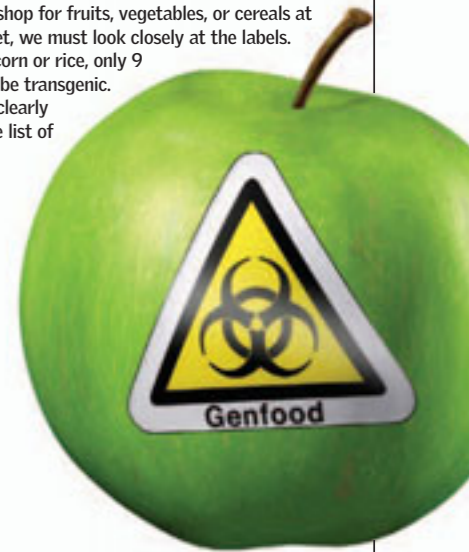 shop for fruits, vegetables, or cereals at
et, we must look closely at the labels.
corn or rice, only 9
be transgenic.
clearly
e list of
Genfood